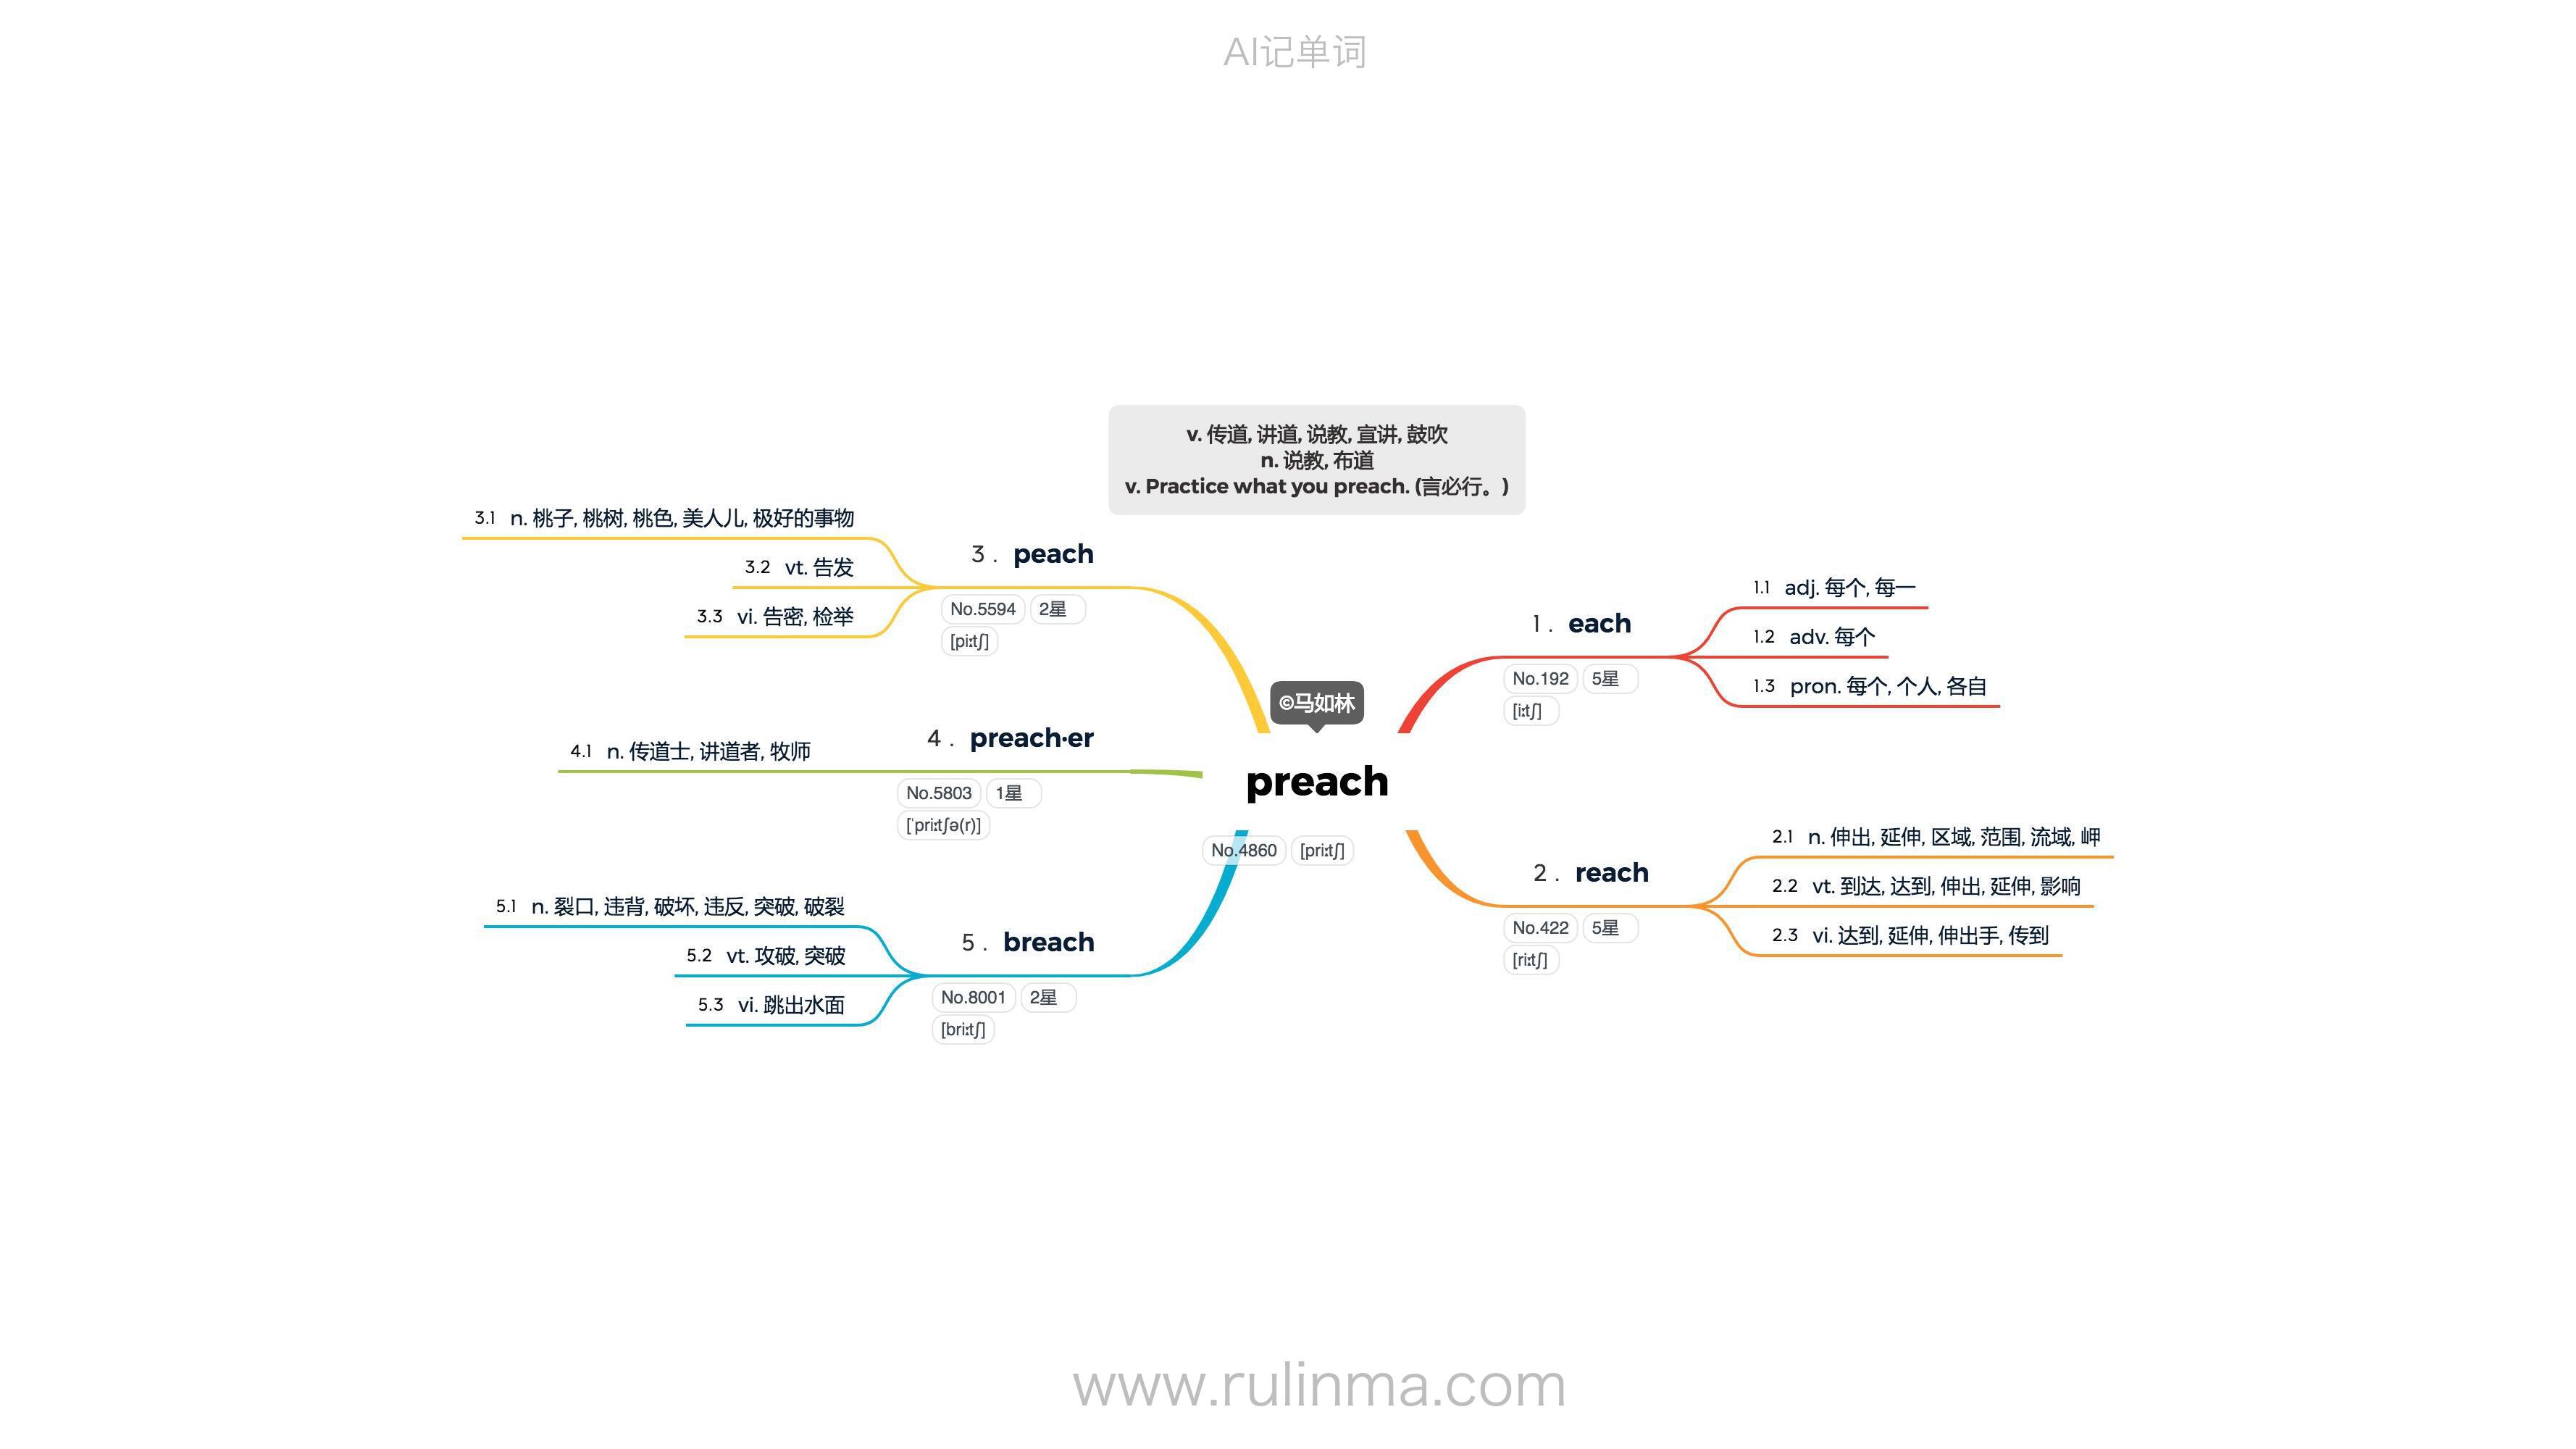 AI记单词
v. 传道, 讲道, 说教, 宣讲, 鼓吹
n. 说教, 布道
v. Practice what you preach. (言必行。)
©马如林
preach
No.4860 [priːtʃ]
1. each
No.192 5星
[iːtʃ]
1.1 adj. 每个, 每一
1.2 adv. 每个
1.3 pron. 每个, 个人, 各自
2. reach
No.422 5星
[riːtʃ]
2.1 n. 伸出, 延伸, 区域, 范围, 流域, 岬
2.2 vt. 到达, 达到, 伸出, 延伸, 影响
2.3 vi. 达到, 延伸, 伸出手, 传到
3. peach
No.5594 2星
[piːtʃ]
3.1 n. 桃子, 桃树, 桃色, 美人儿, 极好的事物
3.2 vt. 告发
3.3 vi. 告密, 检举
4. preach·er
No.5803 1星
[ˈpriːtʃə(r)]
4.1 n. 传道士, 讲道者, 牧师
5. breach
No.8001 2星
[briːtʃ]
5.1 n. 裂口, 违背, 破坏, 违反, 突破, 破裂
5.2 vt. 攻破, 突破
5.3 vi. 跳出水面
www.rulinma.com